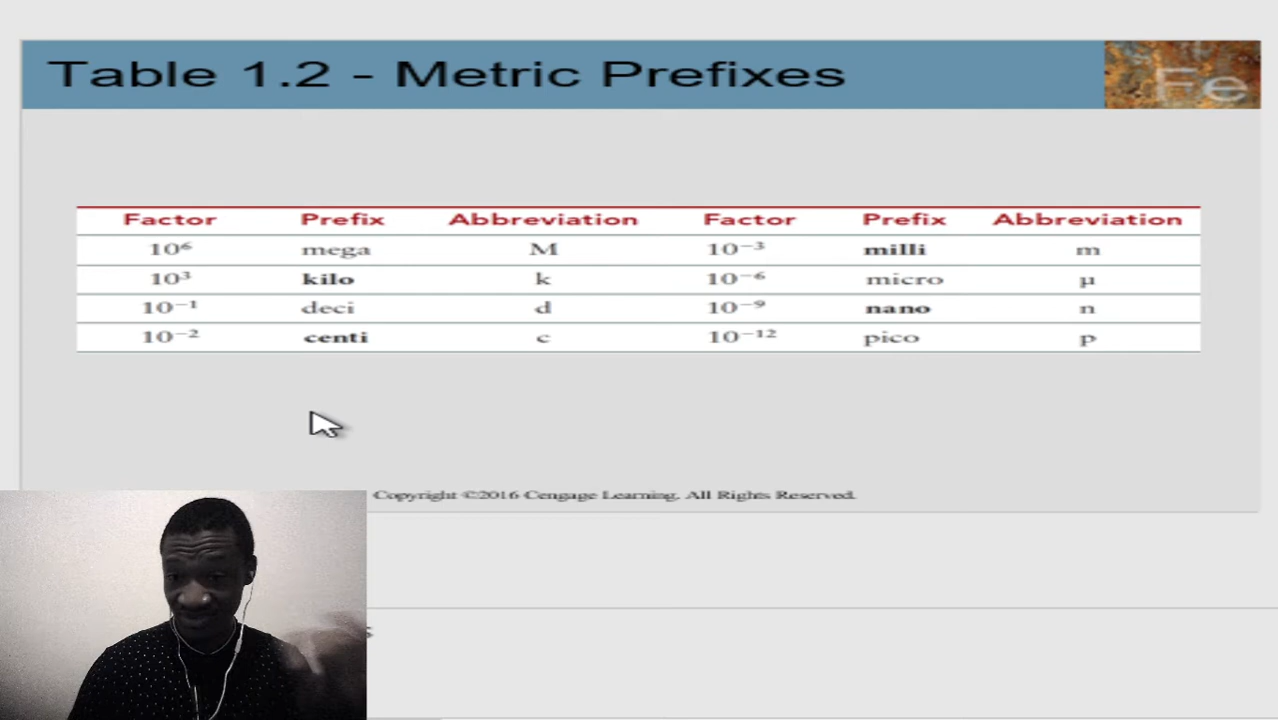 Table 1.2 - Metric Prefixes
Fe
Factor Prefix Abbreviation Factor Prefix Abbreviation
10⁶ mega M 10⁻³ milli m
10³ kilo k 10⁻⁶ micro μ
10⁻¹ deci d 10⁻⁹ nano n
10⁻² centi c 10⁻¹² pico p
Copyright ©2016 Cengage Learning. All Rights Reserved.